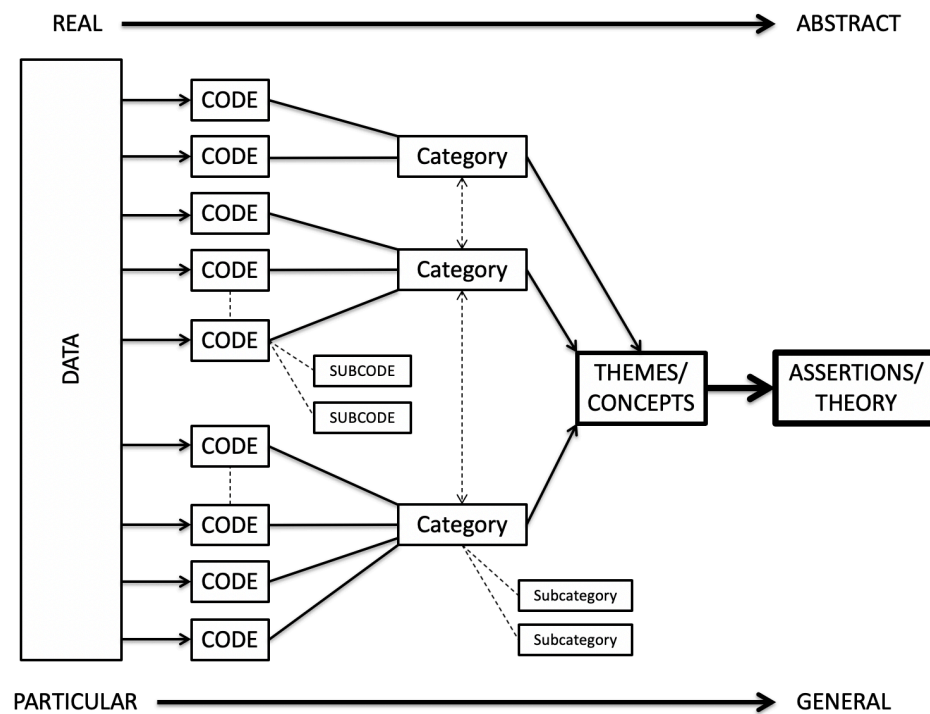 REAL
ABSTRACT
DATA
CODE
CODE
CODE
CODE
CODE
SUBCODE
SUBCODE
CODE
CODE
CODE
CODE
Category
Category
Category
Subcategory
Subcategory
THEMES/
CONCEPTS
ASSERTIONS/
THEORY
PARTICULAR
GENERAL